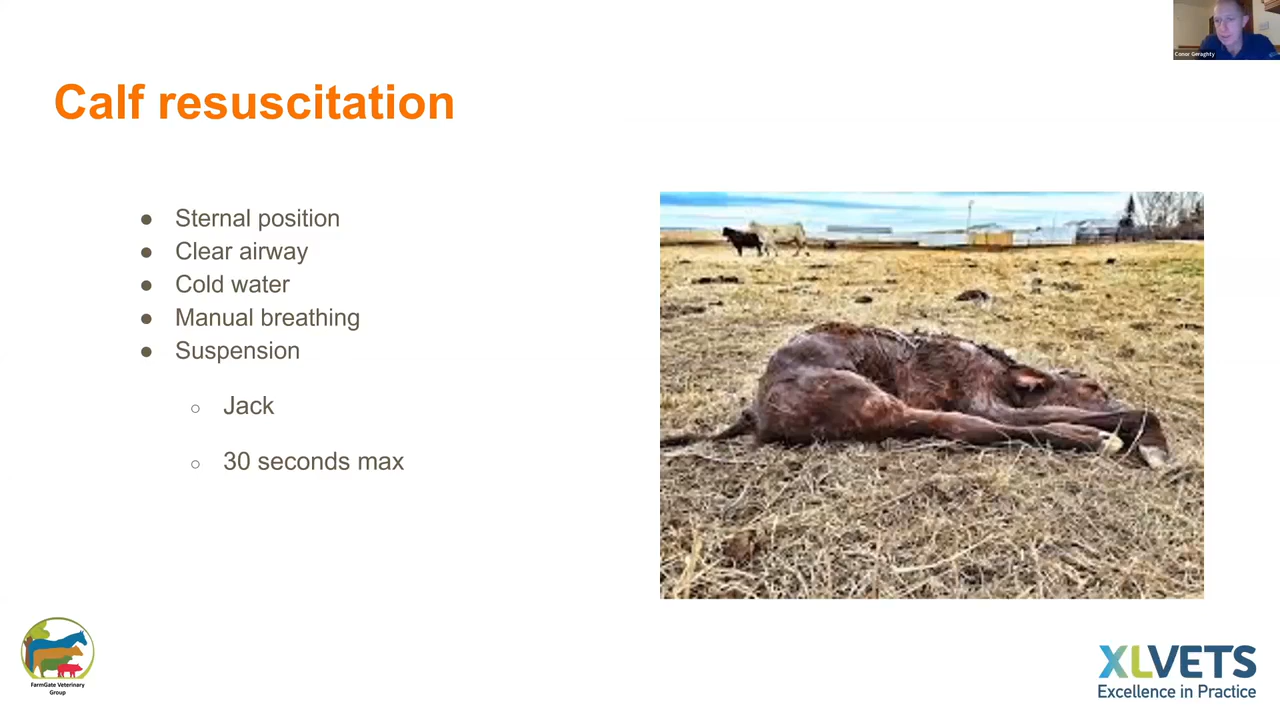 Conor Geraghty
Calf resuscitation
● Sternal position
● Clear airway
● Cold water
● Manual breathing
● Suspension
○ Jack
○ 30 seconds max
FarmGate Veterinary
Group
XLVETS
Excellence in Practice